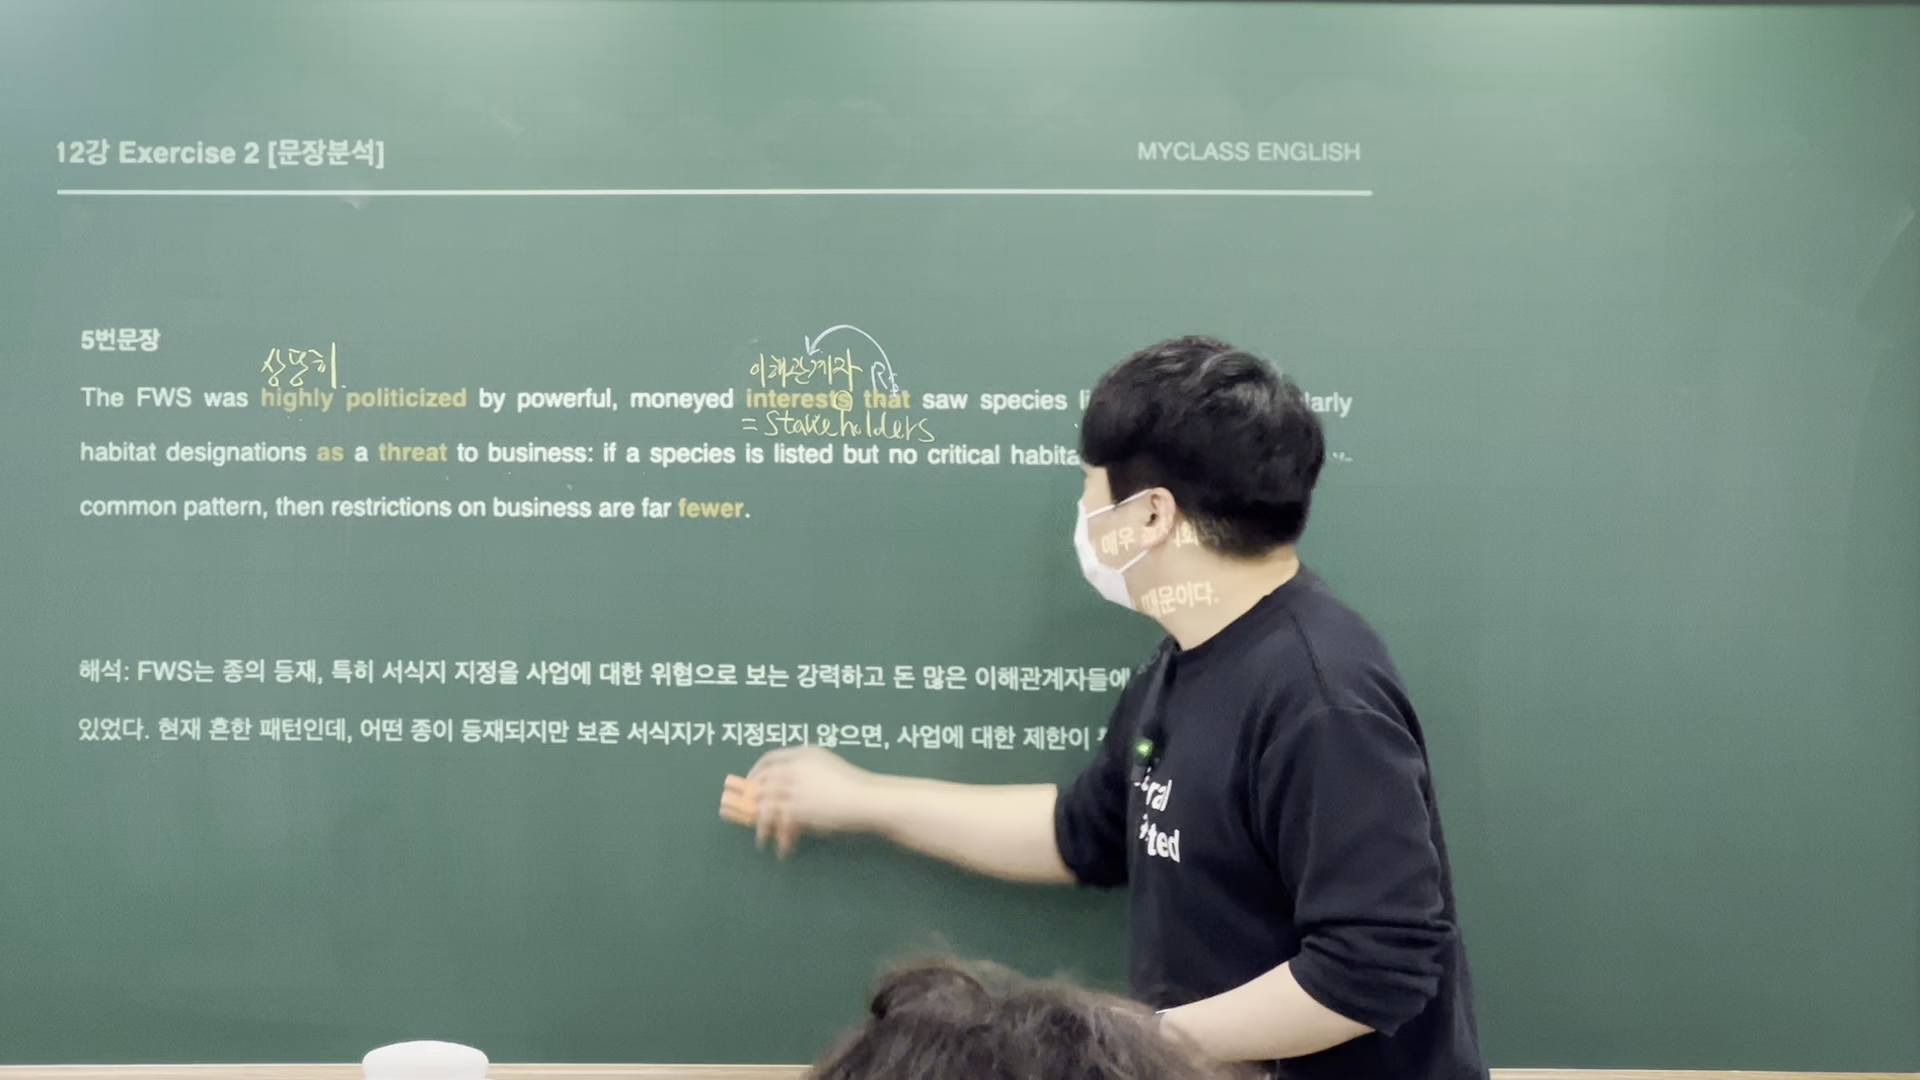 12강 Exercise 2 [문장분석]
MYCLASS ENGLISH
5번문장
상당히
이해관계자
The FWS was highly politicized by powerful, moneyed interests that saw species
= Stakeholders
habitat designations as a threat to business: if a species is listed but no critical
common pattern, then restrictions on business are far fewer.
매우
때문이다.
해석: FWS는 종의 등재, 특히 서식지 지정을 사업에 대한 위협으로 보는 강력하고 돈 많은 이해관계자들에
있었다. 현재 흔한 패턴인데, 어떤 종이 등재되지만 보존 서식지가 지정되지 않으면, 사업에 대한 제한이